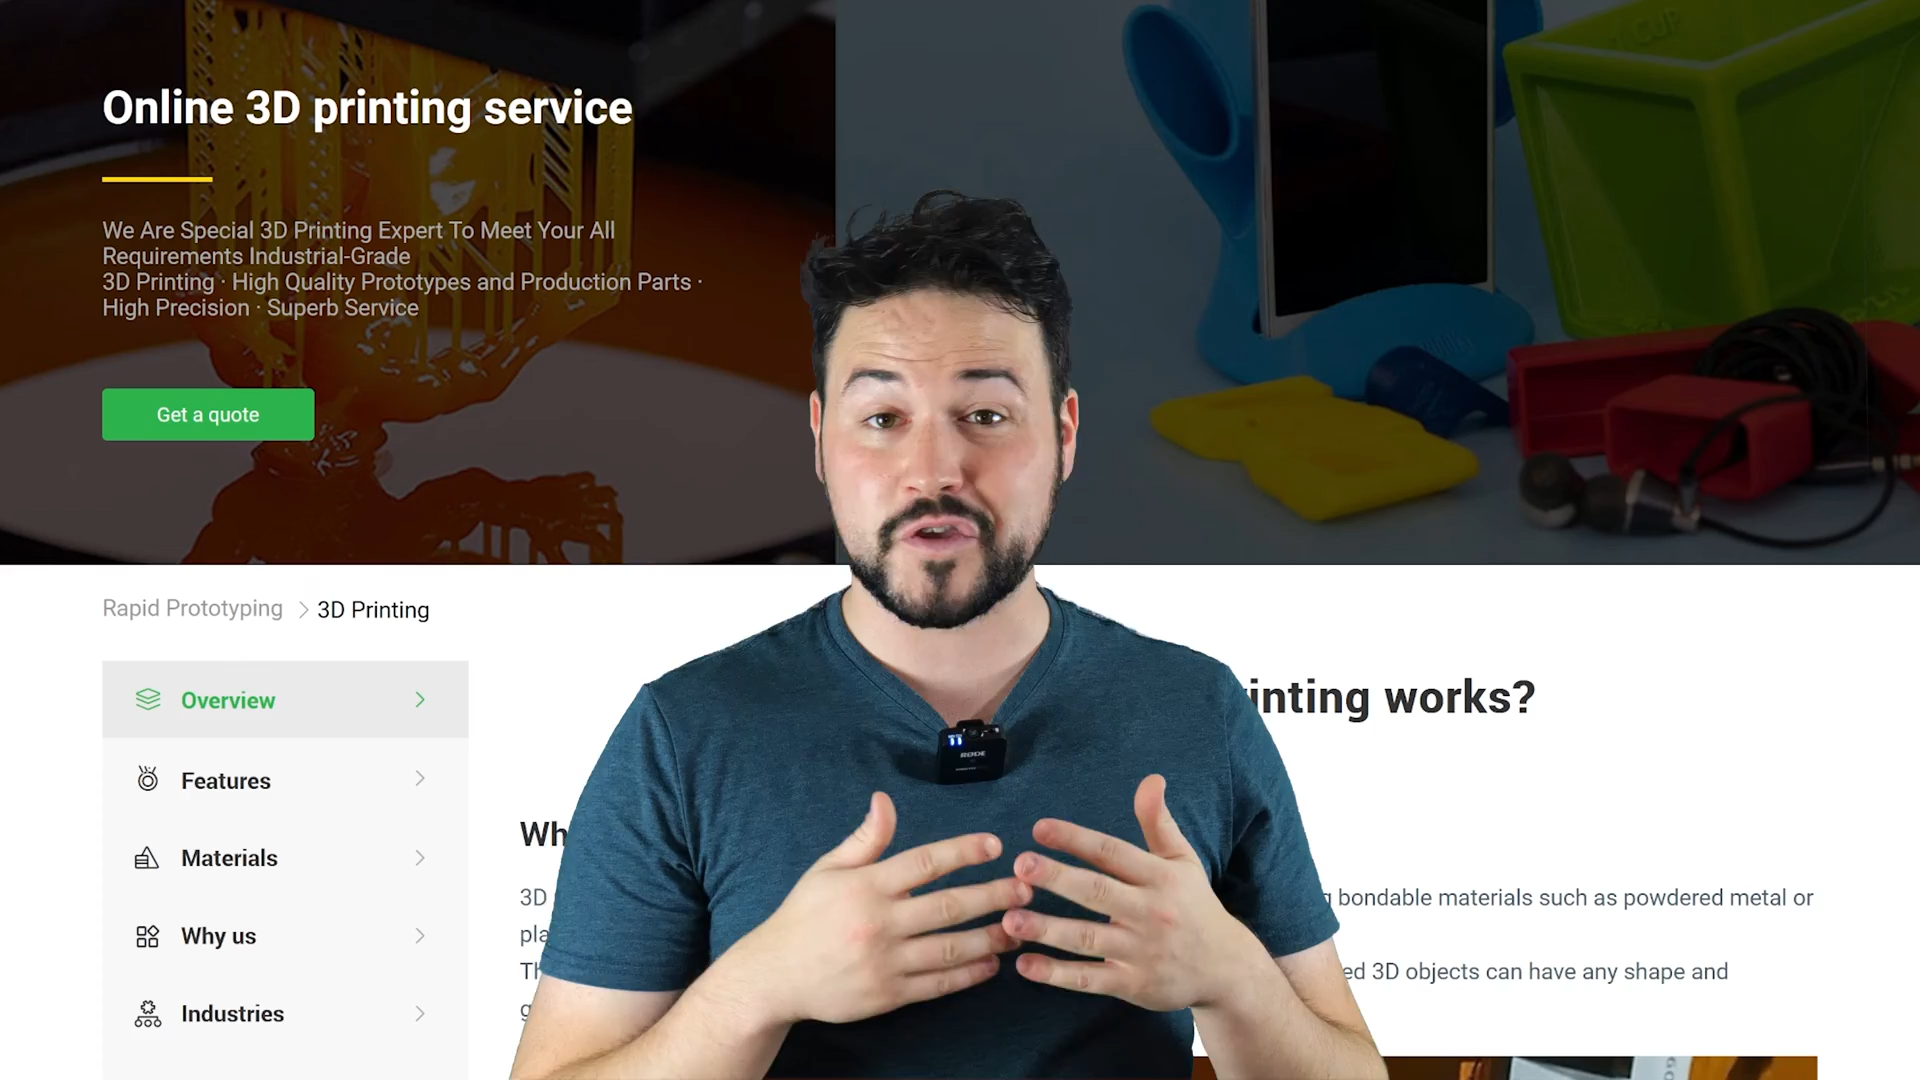 Online 3D printing service
We Are Special 3D Printing Expert To Meet Your All
Requirements Industrial-Grade
3D Printing · High Quality Prototypes and Production Parts ·
High Precision · Superb Service
Get a quote
Rapid Prototyping > 3D Printing
Overview
Features
Materials
Why us
Industries
inting works?
Wh
3D
bondable materials such as powdered metal or
pla
Th
ed 3D objects can have any shape and
g
RØDE
1 CUP